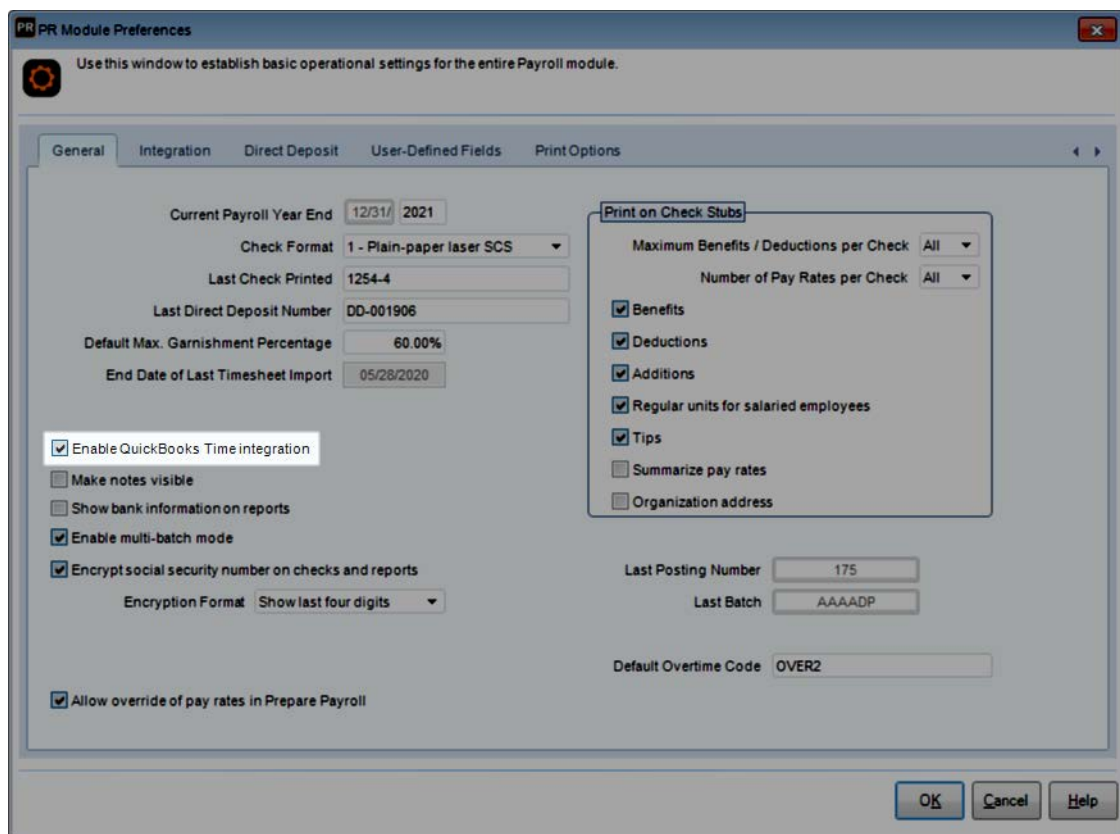 PR PR Module Preferences
Use this window to establish basic operational settings for the entire Payroll module.
General Integration Direct Deposit User-Defined Fields Print Options
Current Payroll Year End 12/31/ 2021
Check Format 1 - Plain-paper laser SCS
Last Check Printed 1254-4
Last Direct Deposit Number DD-001906
Default Max. Garnishment Percentage 60.00%
End Date of Last Timesheet Import 05/28/2020
Enable QuickBooks Time integration
Make notes visible
Show bank information on reports
Enable multi-batch mode
Encrypt social security number on checks and reports
Encryption Format Show last four digits
Allow override of pay rates in Prepare Payroll
Print on Check Stubs
Maximum Benefits / Deductions per Check All
Number of Pay Rates per Check All
Benefits
Deductions
Additions
Regular units for salaried employees
Tips
Summarize pay rates
Organization address
Last Posting Number 175
Last Batch AAAADP
Default Overtime Code OVER2
OK Cancel Help